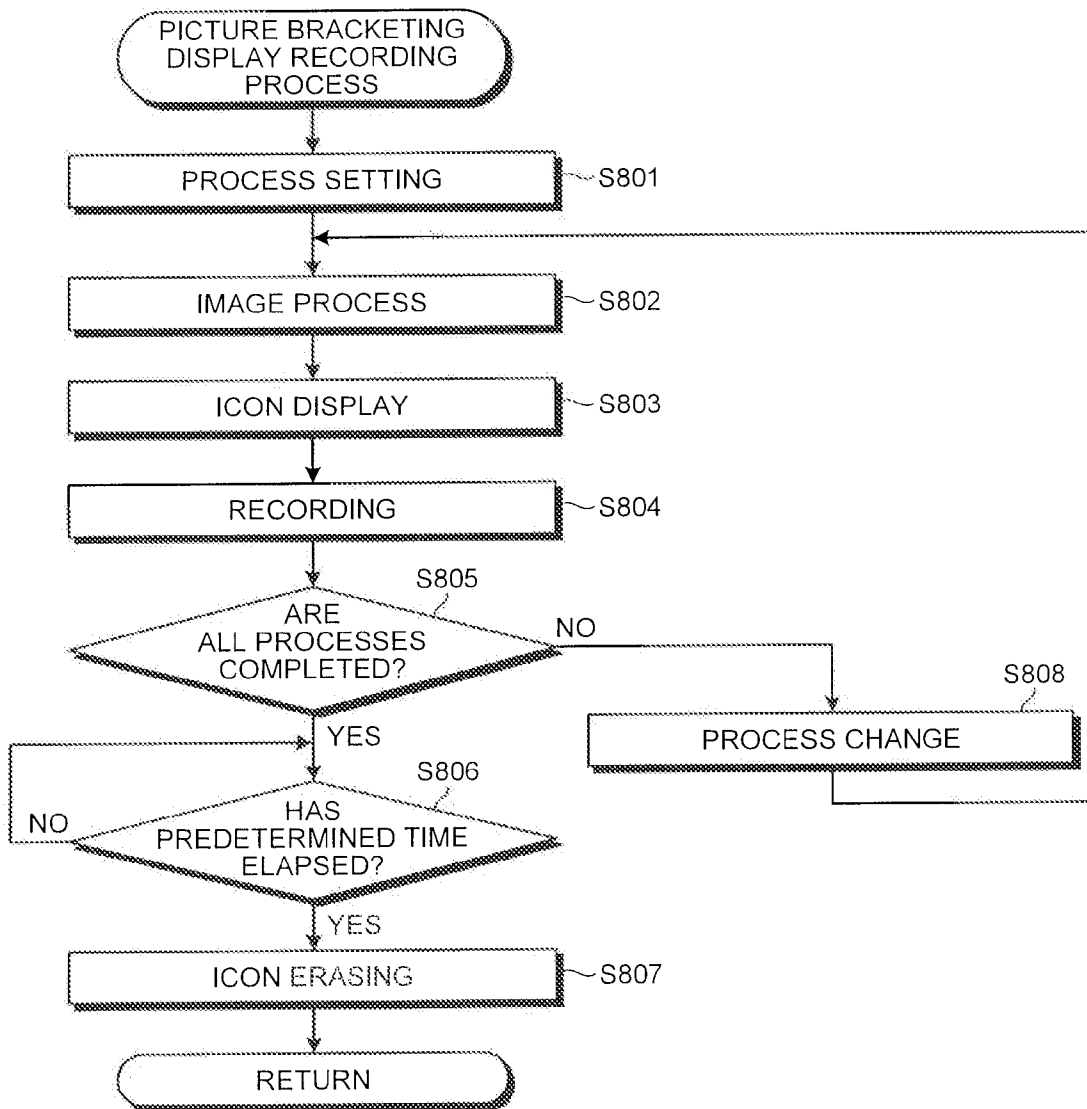 PICTURE BRACKETING
DISPLAY RECORDING
PROCESS
PROCESS SETTING
S801
IMAGE PROCESS
S802
ICON DISPLAY
S803
RECORDING
S804
S805
ARE
ALL PROCESSES
COMPLETED?
NO
S808
PROCESS CHANGE
YES
S806
HAS
PREDETERMINED TIME
ELAPSED?
NO
YES
ICON ERASING
S807
RETURN